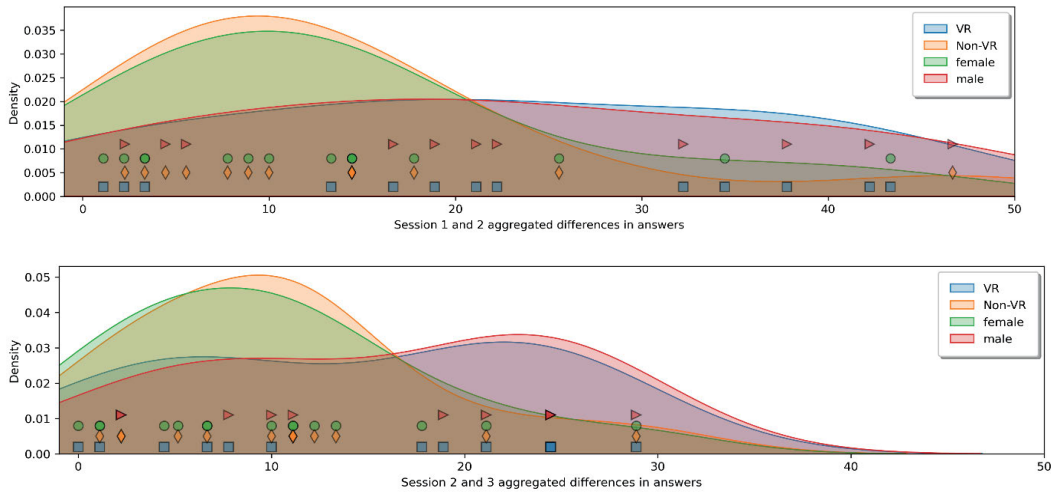 0.035
0.030
0.025
0.020
0.015
0.010
0.005
0.000
Density
VR
Non-VR
female
male
0 10 20 30 40 50
Session 1 and 2 aggregated differences in answers
0.05
0.04
0.03
0.02
0.01
0.00
Density
VR
Non-VR
female
male
0 10 20 30 40 50
Session 2 and 3 aggregated differences in answers